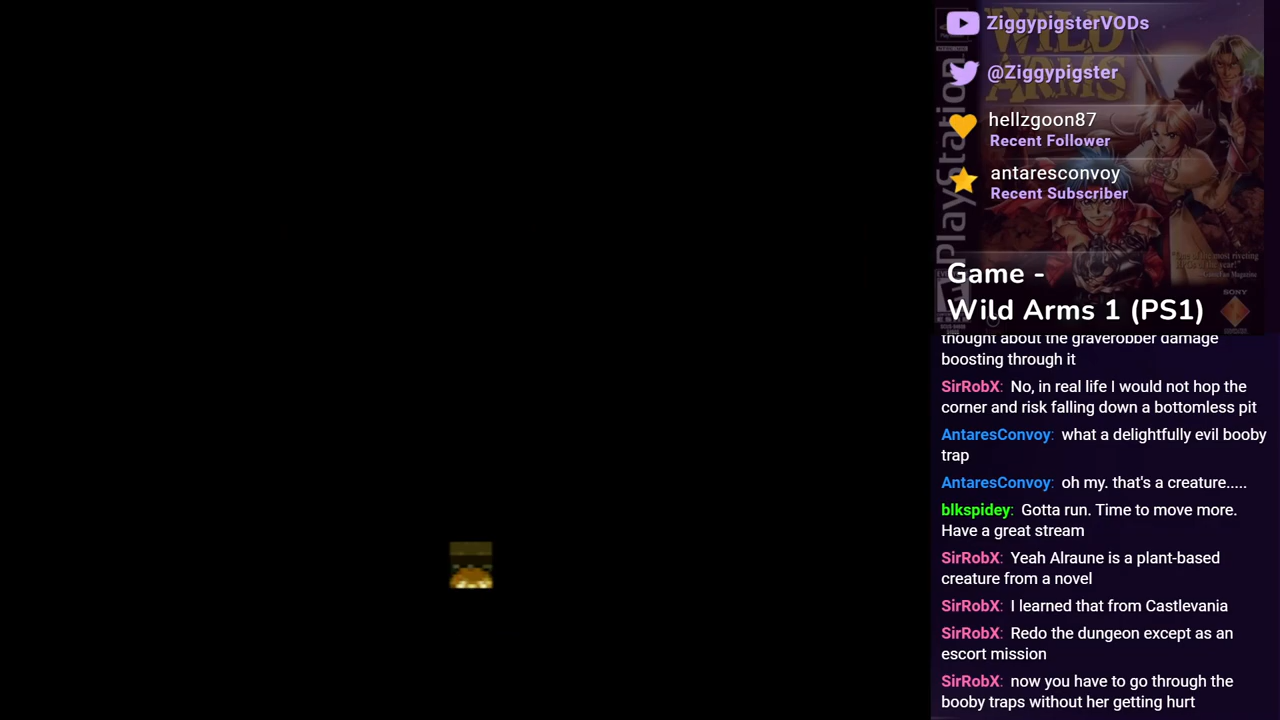 ZiggypigsterVODs
@Ziggypigster
hellzgoon87
Recent Follower
antaresconvoy
Recent Subscriber
WILD
ARMS
PlayStation
Game -
Wild Arms 1 (PS1)
SONY
thought about the graverobber damage
boosting through it
SirRobX: No, in real life I would not hop the
corner and risk falling down a bottomless pit
AntaresConvoy: what a delightfully evil booby
trap
AntaresConvoy: oh my. that's a creature.....
blkspidey: Gotta run. Time to move more.
Have a great stream
SirRobX: Yeah Alraune is a plant-based
creature from a novel
SirRobX: I learned that from Castlevania
SirRobX: Redo the dungeon except as an
escort mission
SirRobX: now you have to go through the
booby traps without her getting hurt